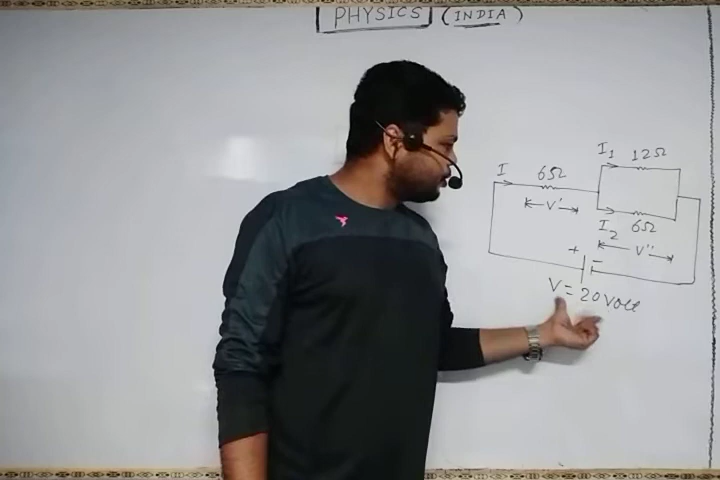 PHYSICS (INDIA)
I 6Ω I₁ 12Ω
V'
I₂ 6Ω
V''
+ -
V = 20 Volt